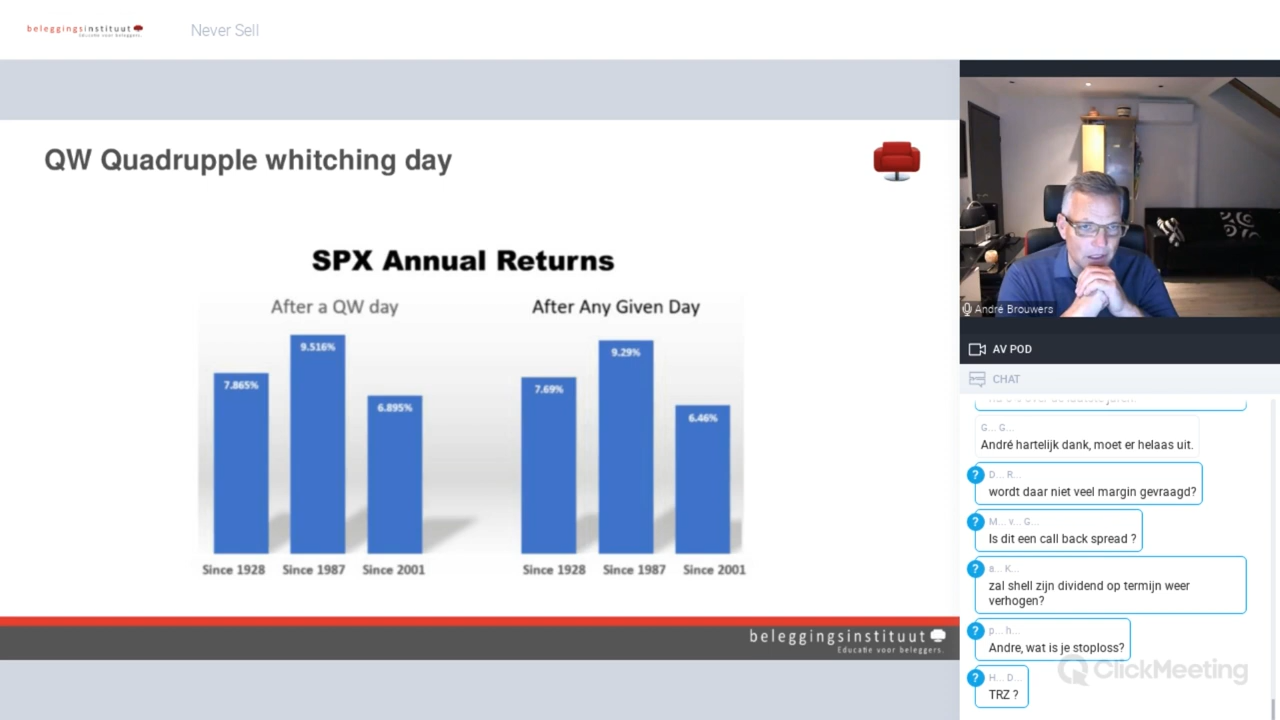 beleggingsinstituut
Educatie voor beleggers.
Never Sell
QW Quadrupple whitching day
SPX Annual Returns
After a QW day
After Any Given Day
7.865%
9.516%
6.895%
7.69%
9.29%
6.46%
Since 1928
Since 1987
Since 2001
Since 1928
Since 1987
Since 2001
beleggingsinstituut
Educatie voor beleggers.
André Brouwers
AV POD
CHAT
G... G...
André hartelijk dank, moet er helaas uit.
? D... R...
wordt daar niet veel margin gevraagd?
? M... v... G...
Is dit een call back spread ?
? a... K...
zal shell zijn dividend op termijn weer
verhogen?
? p... h...
Andre, wat is je stoploss?
? H... D...
TRZ ?
ClickMeeting